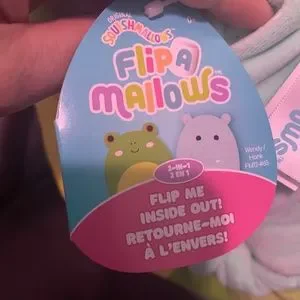 ORIGINAL
SQUISHMALLOWS
FLIP A
MALLOWS
2-IN-1
2 EN 1
Wendy/
Hank
FLIP ME
INSIDE OUT!
RETOURNE-MOI
À L'ENVERS!